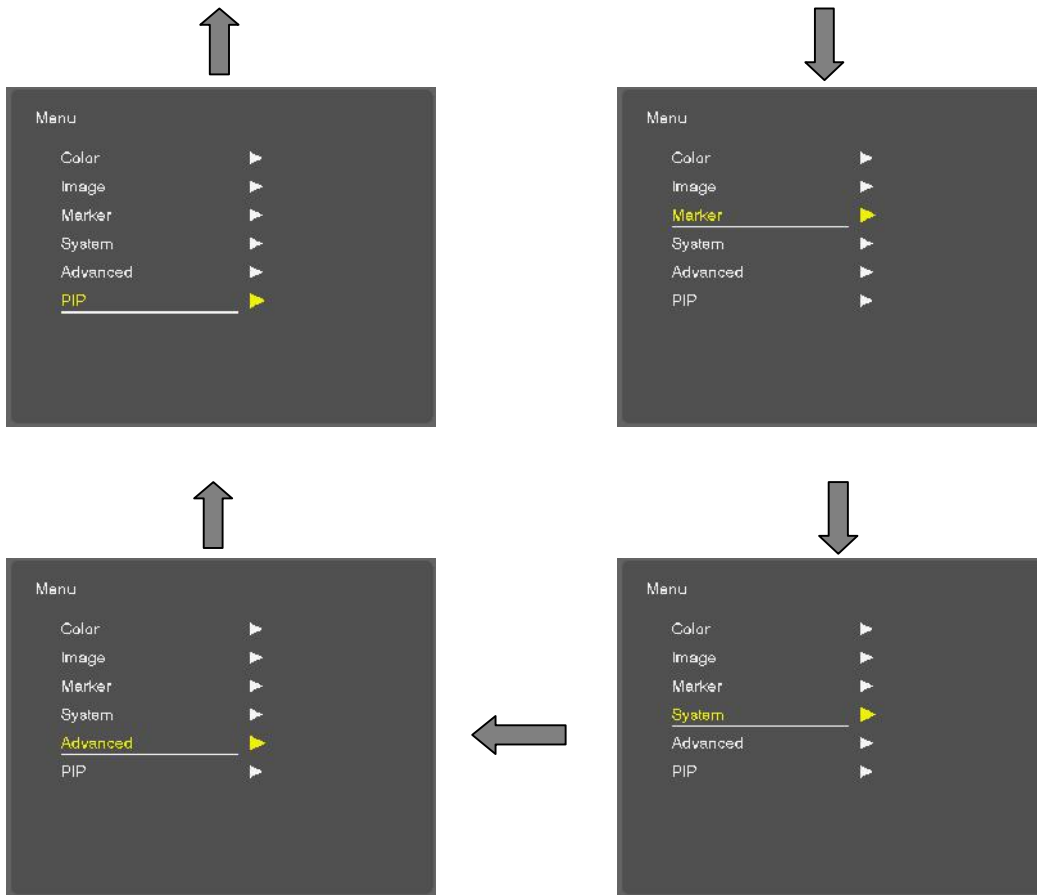 Menu
Color
Image
Marker
System
Advanced
PIP
Menu
Color
Image
Marker
System
Advanced
PIP
Menu
Color
Image
Marker
System
Advanced
PIP
Menu
Color
Image
Marker
System
Advanced
PIP